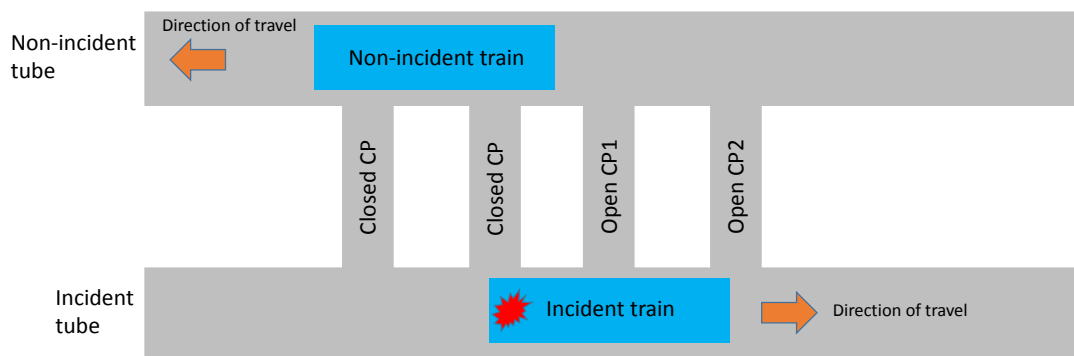 Non-incident
tube
Direction of travel
Non-incident train
Closed CP
Closed CP
Open CP1
Open CP2
Incident
tube
Incident train
Direction of travel